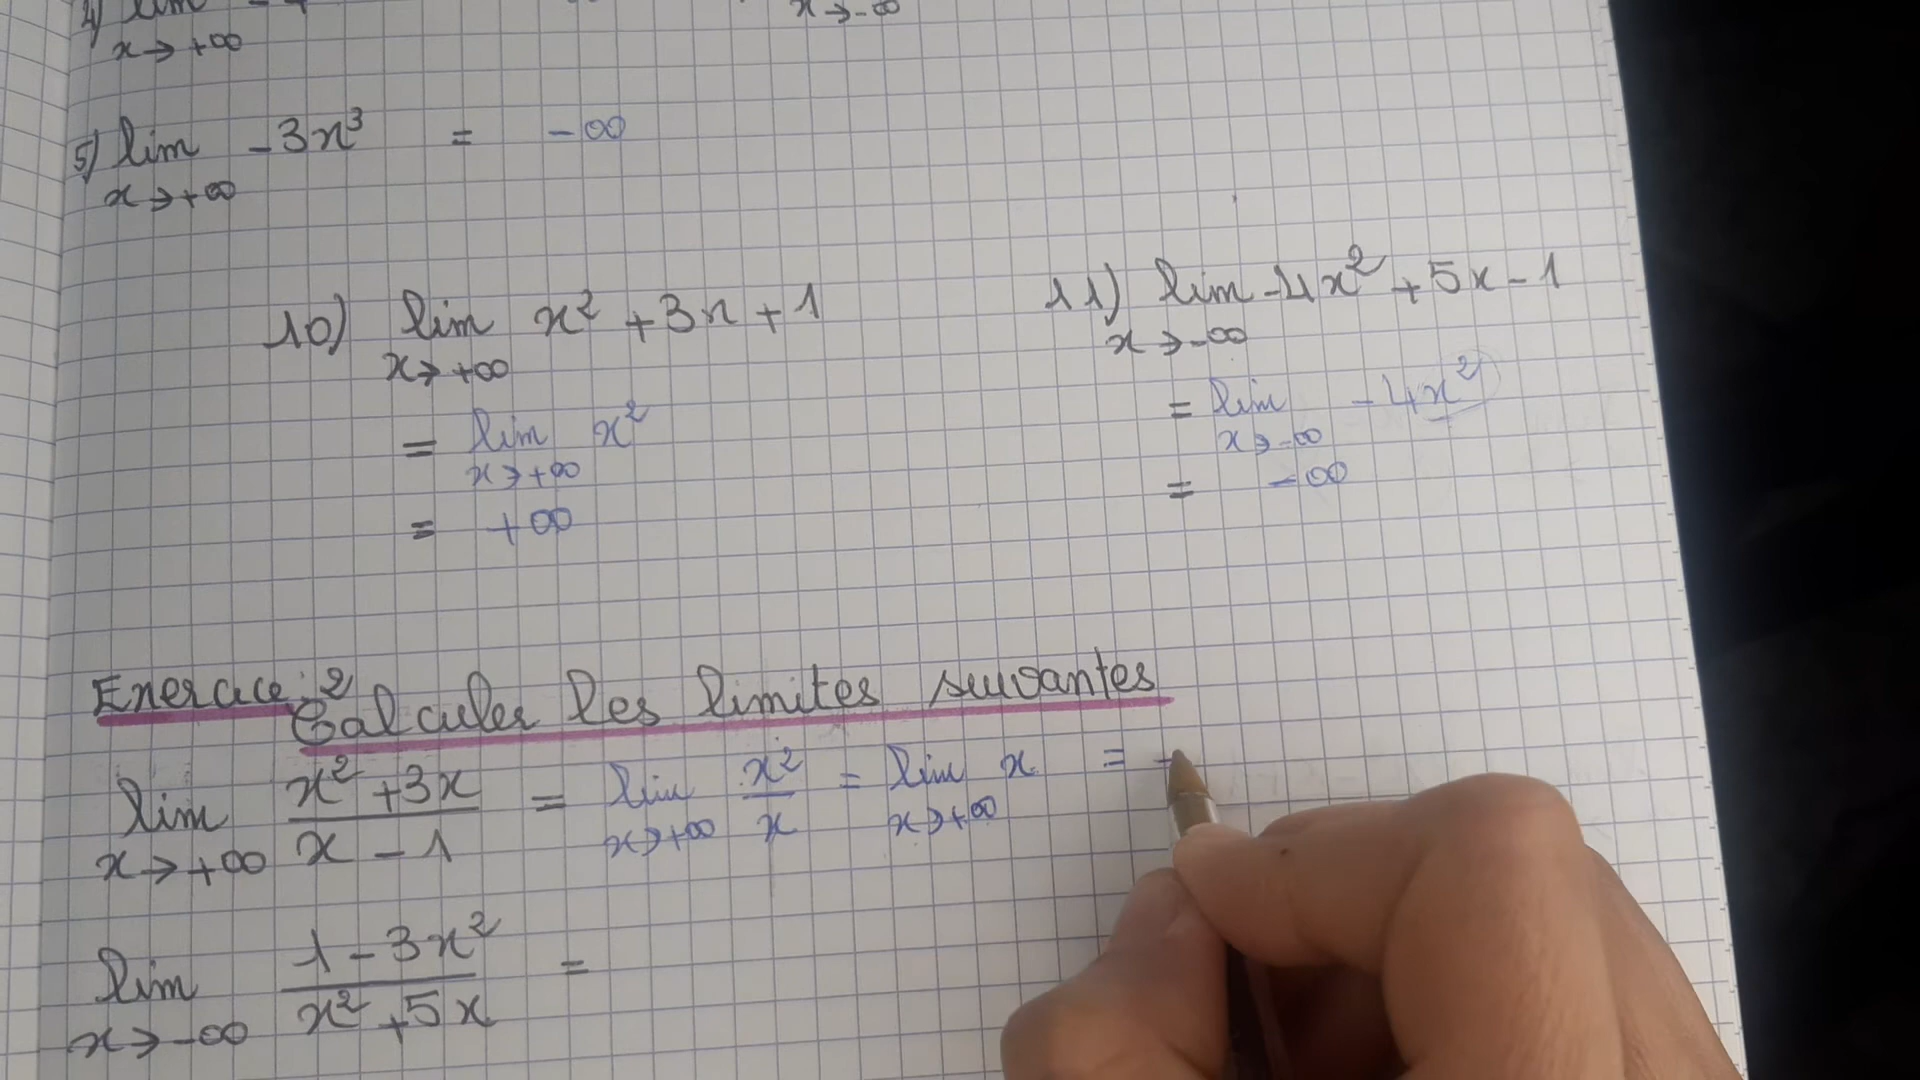 x→+∞
x→-∞
5) lim -3x³ = -∞
x→+∞
10) lim x² + 3x + 1
x→+∞
= lim x²
x→+∞
= +∞
11) lim -4x² + 5x - 1
x→-∞
= lim -4x²
x→-∞
= -∞
Exercice: 2
Calculer les limites suivantes
lim x² + 3x / x - 1 = lim x² / x = lim x =
x→+∞ x→+∞ x→+∞
lim 1 - 3x² / x² + 5x =
x→-∞